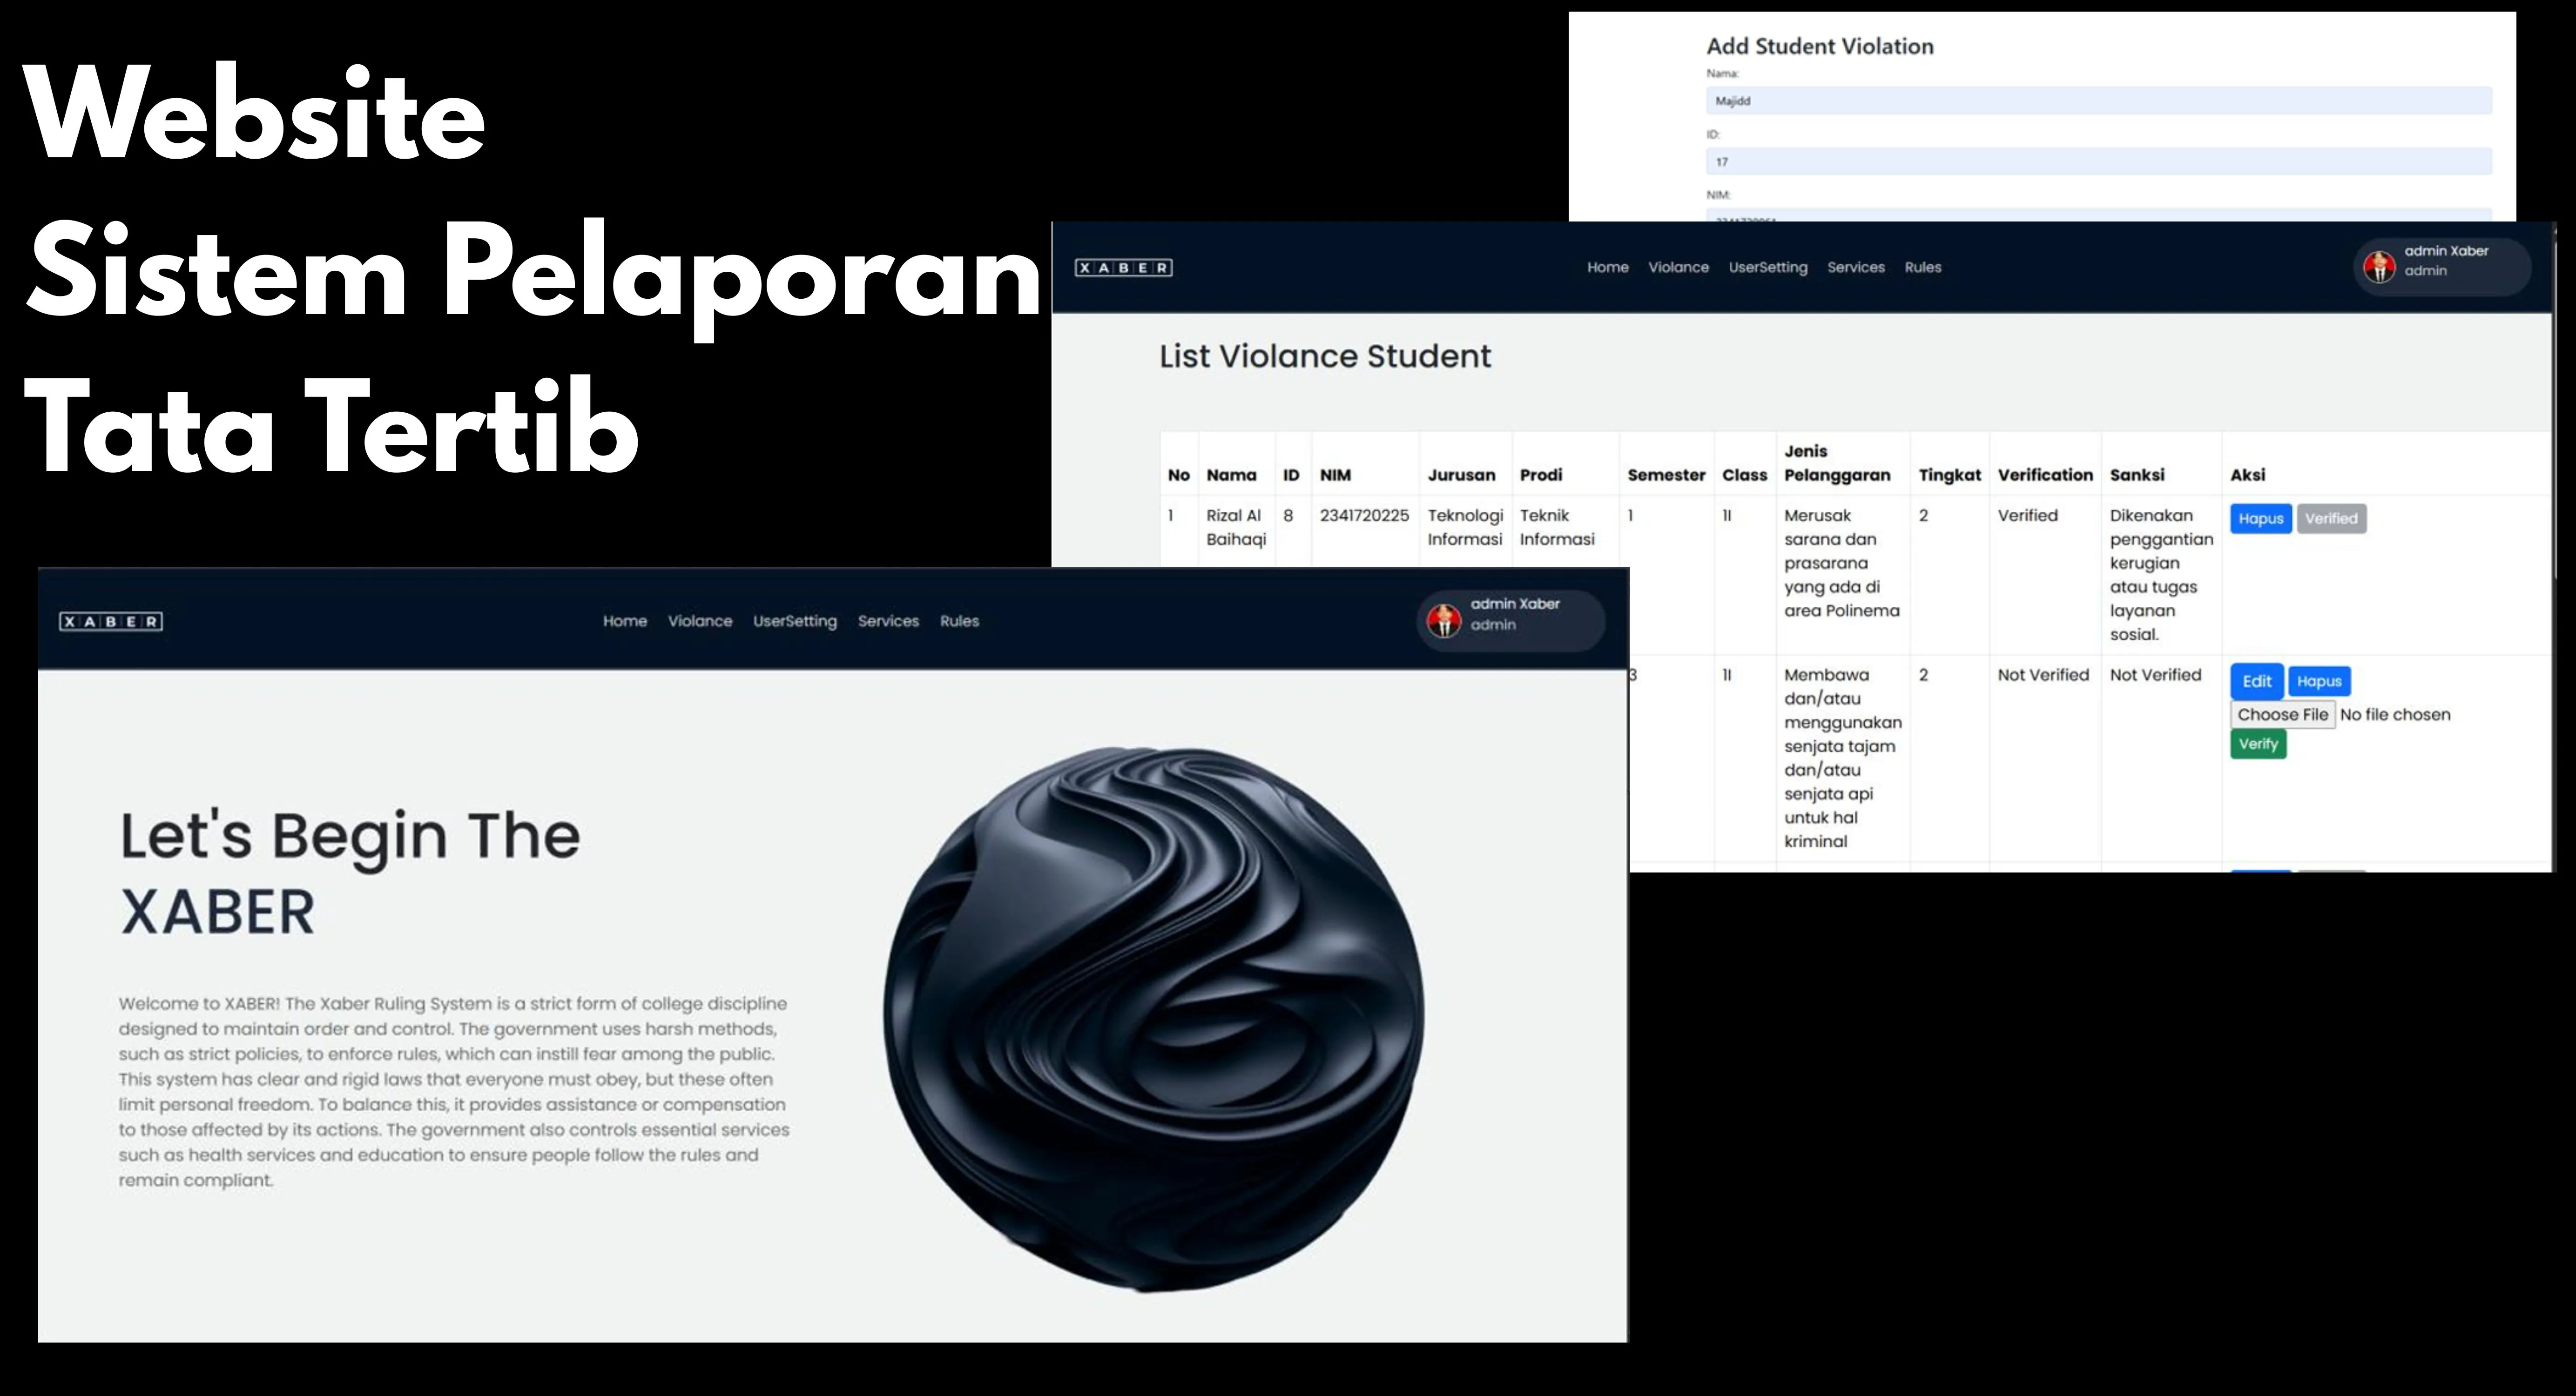 Website
Sistem Pelaporan
Tata Tertib
Add Student Violation
Nama:
Majidd
ID:
17
NIM:
XABER
Home Violance UserSetting Services Rules
admin Xaber
admin
List Violance Student
No Nama ID NIM Jurusan Prodi Semester Class Jenis Pelanggaran Tingkat Verification Sanksi Aksi
1 Rizal Al Baihaqi 8 2341720225 Teknologi Informasi Teknik Informasi 1 1I Merusak sarana dan prasarana yang ada di area Polinema 2 Verified Dikenakan penggantian kerugian atau tugas layanan sosial. Hapus Verified
3 1I Membawa dan/atau menggunakan senjata tajam dan/atau senjata api untuk hal kriminal 2 Not Verified Not Verified Edit Hapus
Choose File No file chosen
Verify
XABER
Home Violance UserSetting Services Rules
admin Xaber
admin
Let's Begin The
XABER
Welcome to XABER! The Xaber Ruling System is a strict form of college discipline
designed to maintain order and control. The government uses harsh methods,
such as strict policies, to enforce rules, which can instill fear among the public.
This system has clear and rigid laws that everyone must obey, but these often
limit personal freedom. To balance this, it provides assistance or compensation
to those affected by its actions. The government also controls essential services
such as health services and education to ensure people follow the rules and
remain compliant.